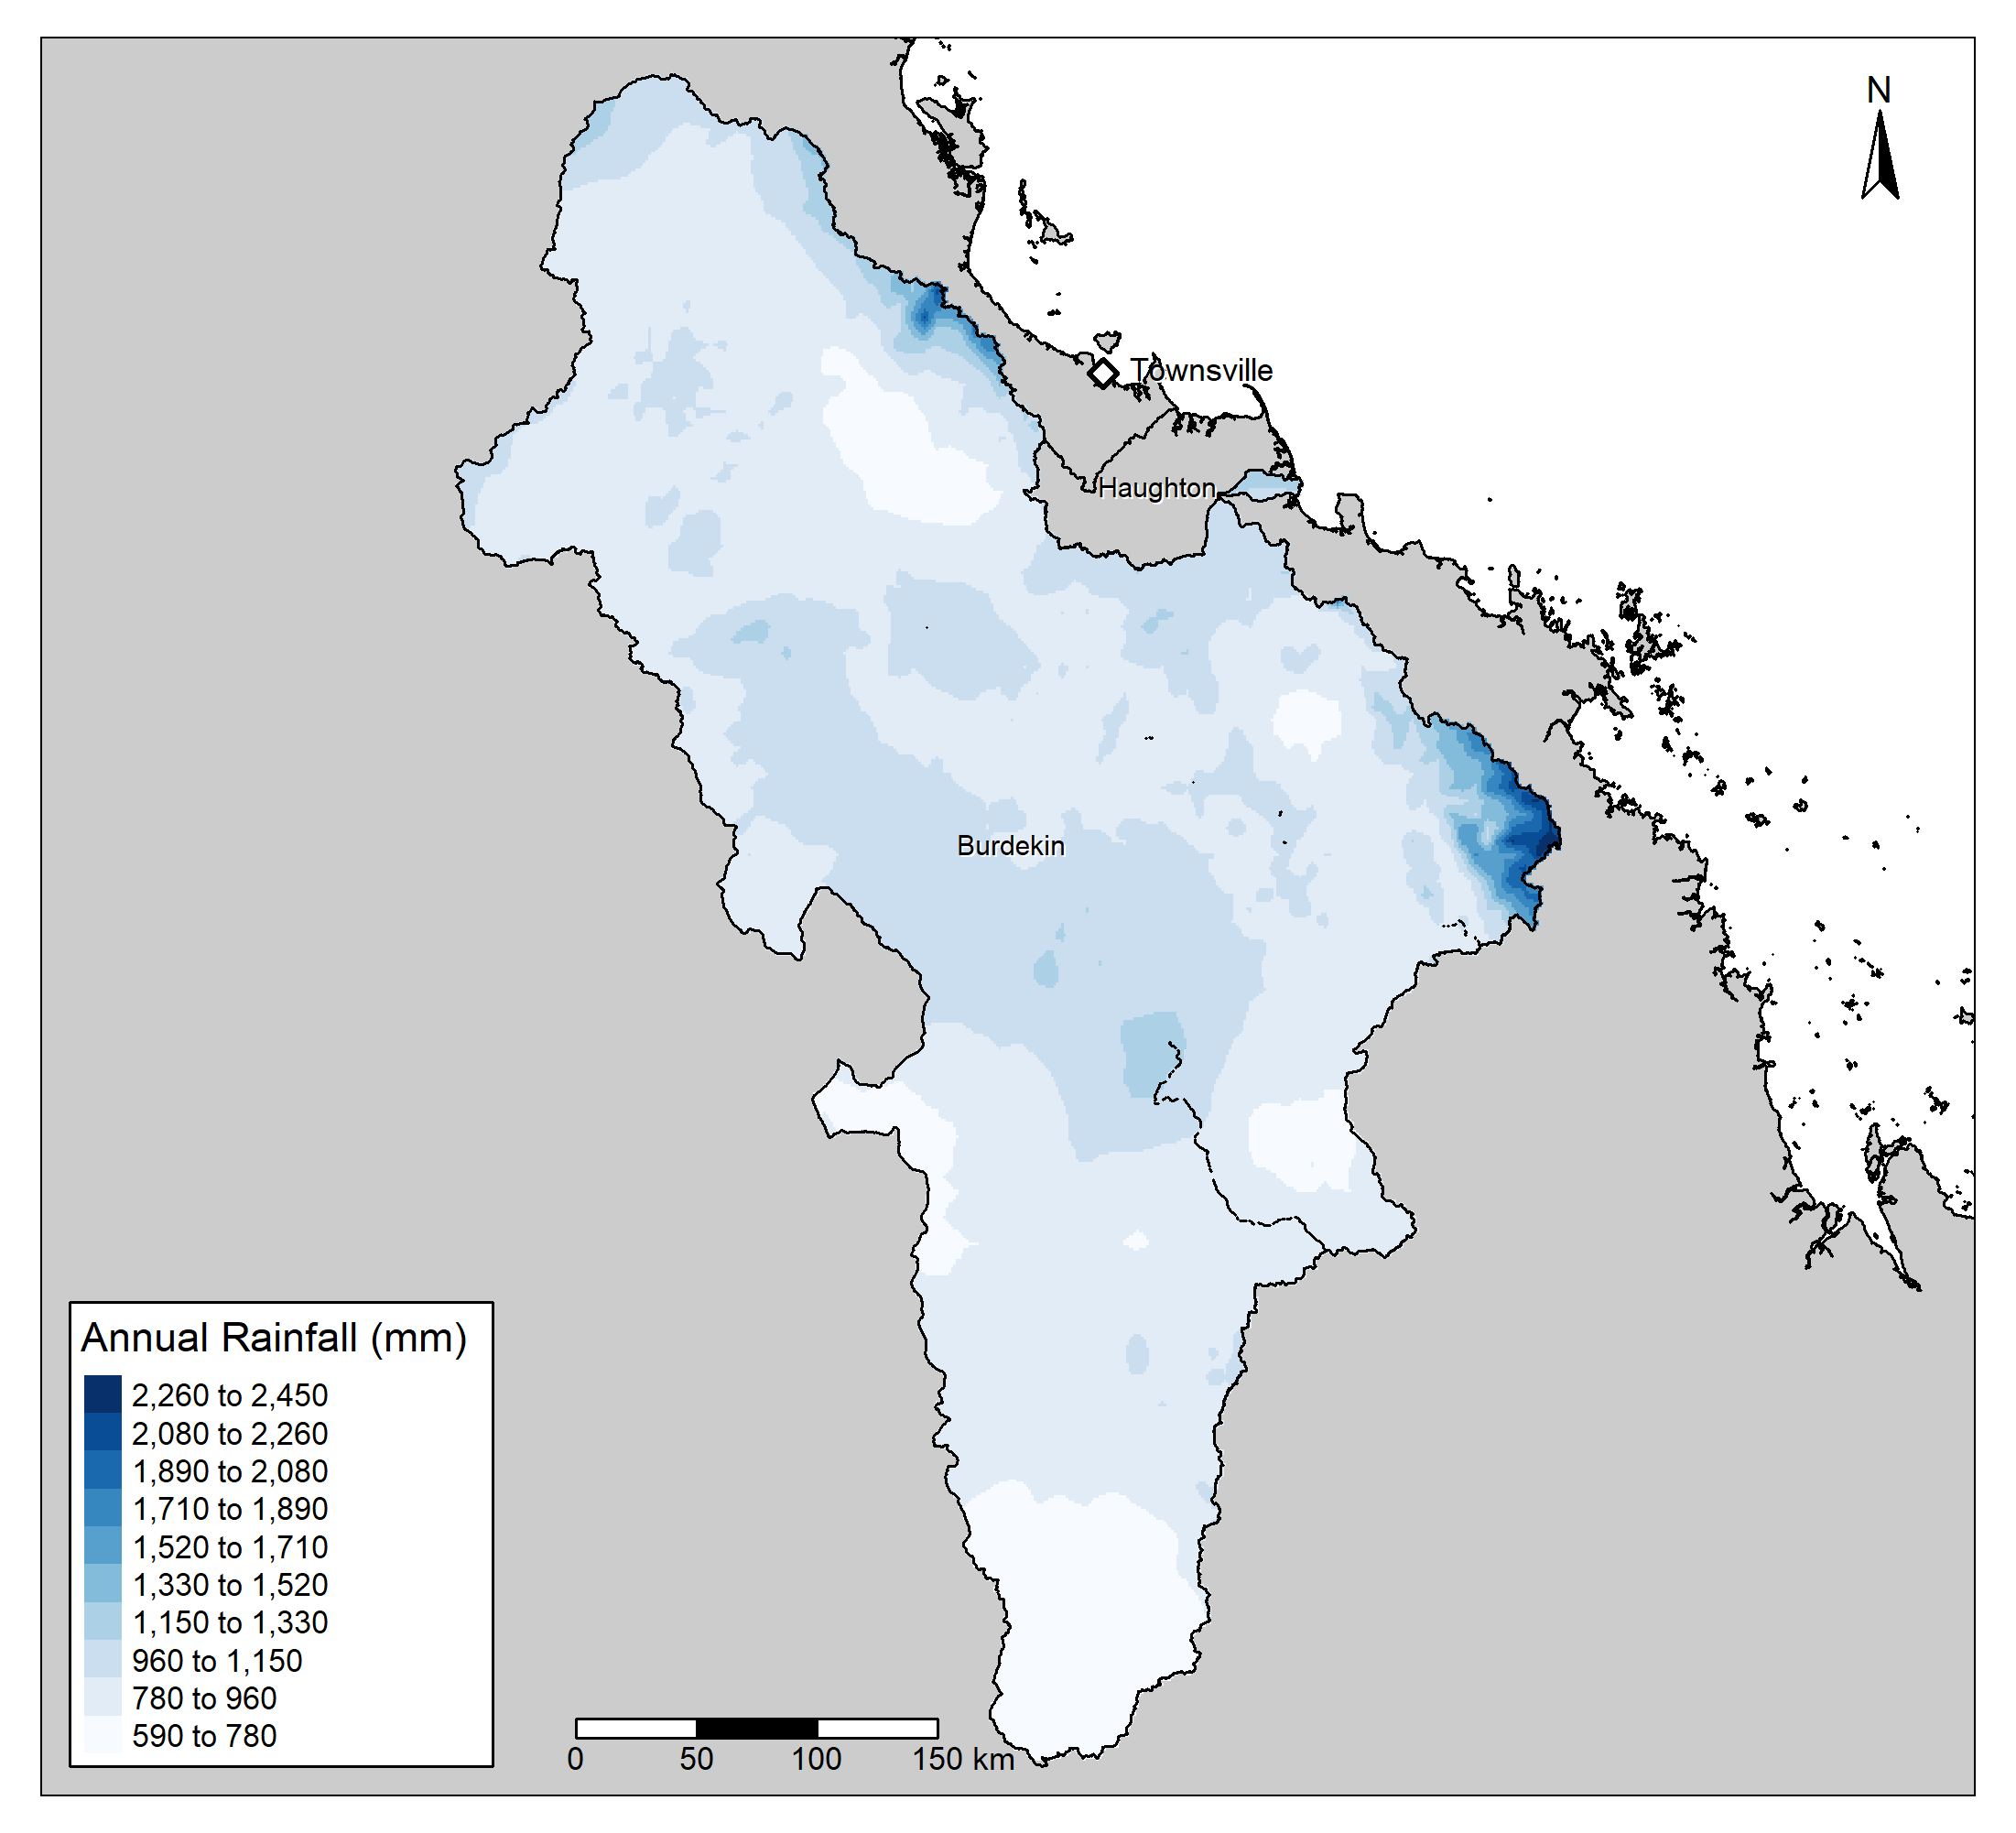 N
Townsville
Haughton
Burdekin
Annual Rainfall (mm)
2,260 to 2,450
2,080 to 2,260
1,890 to 2,080
1,710 to 1,890
1,520 to 1,710
1,330 to 1,520
1,150 to 1,330
960 to 1,150
780 to 960
590 to 780
0 50 100 150 km